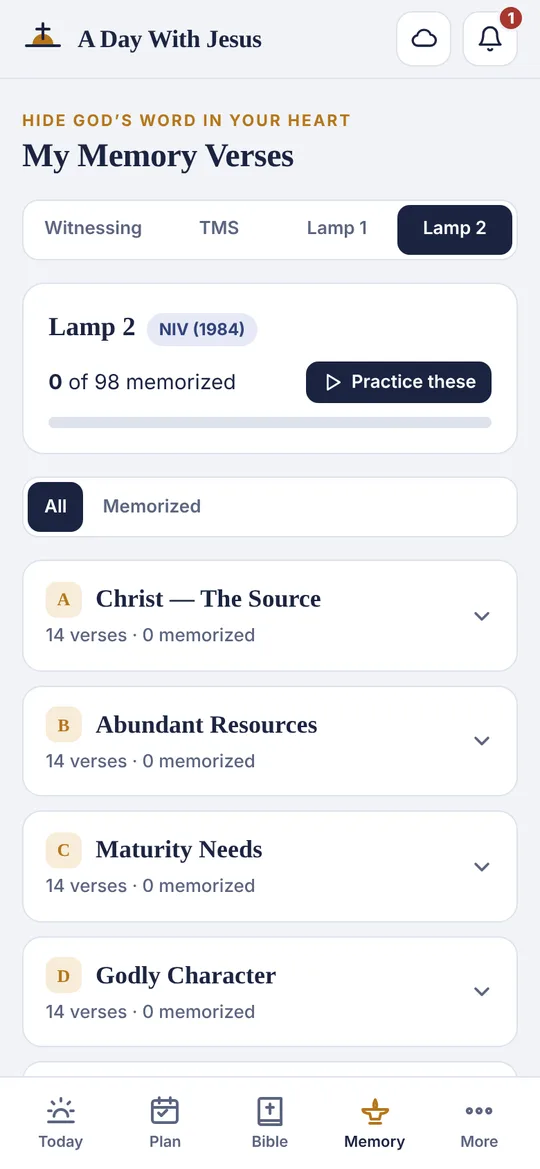 A Day With Jesus
1
HIDE GOD’S WORD IN YOUR HEART
My Memory Verses
Witnessing TMS Lamp 1 Lamp 2
Lamp 2 NIV (1984)
0 of 98 memorized Practice these
All Memorized
A Christ — The Source
14 verses · 0 memorized
B Abundant Resources
14 verses · 0 memorized
C Maturity Needs
14 verses · 0 memorized
D Godly Character
14 verses · 0 memorized
Today Plan Bible Memory More